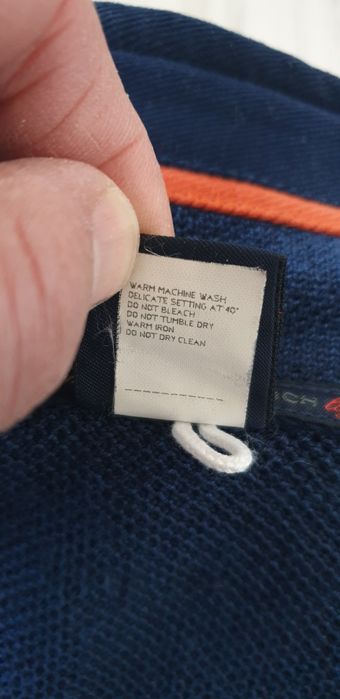 WARM MACHINE WASH
DELICATE SETTING AT 40°
DO NOT BLEACH
DO NOT TUMBLE DRY
WARM IRON
DO NOT DRY CLEAN